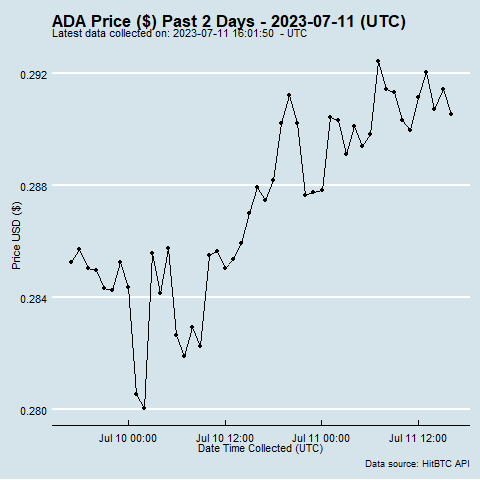 ADA Price ($) Past 2 Days - 2023-07-11 (UTC)
Latest data collected on: 2023-07-11 16:01:50  - UTC
0.292
0.288
0.284
0.280
Price USD ($)
Jul 10 00:00 Jul 10 12:00 Jul 11 00:00 Jul 11 12:00
Date Time Collected (UTC)
Data source: HitBTC API